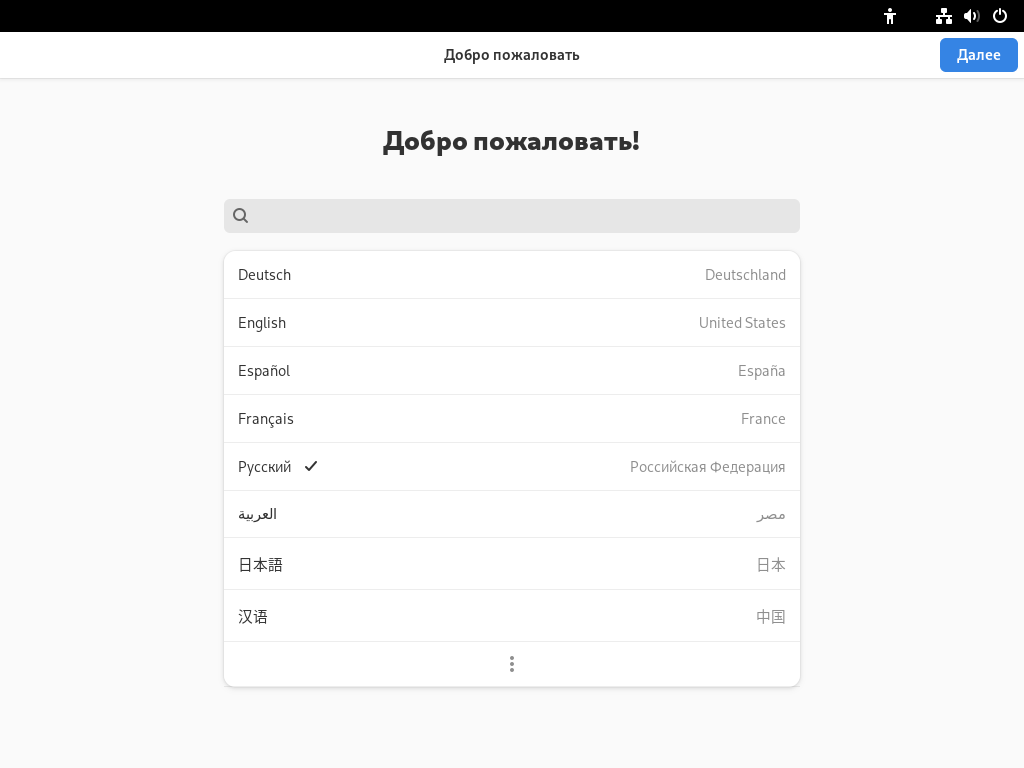 Добро пожаловать
Далее
Добро пожаловать!
Deutsch Deutschland
English United States
Español España
Français France
Русский Российская Федерация
العربية مصر
日本語 日本
汉语 中国